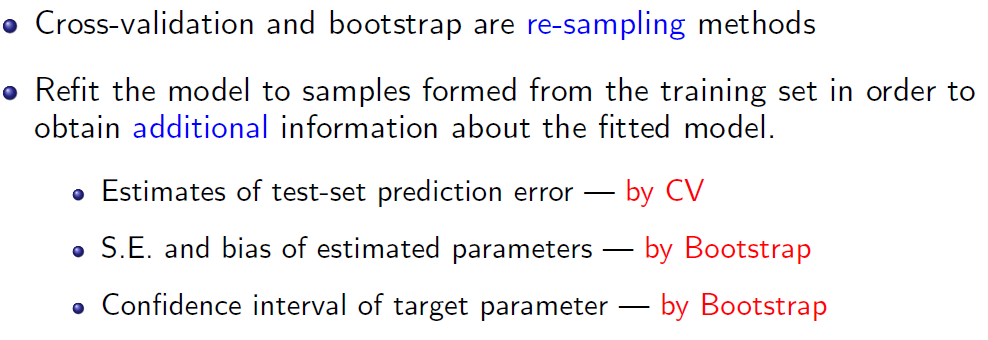 Cross-validation and bootstrap are re-sampling methods
Refit the model to samples formed from the training set in order to
obtain additional information about the fitted model.
Estimates of test-set prediction error — by CV
S.E. and bias of estimated parameters — by Bootstrap
Confidence interval of target parameter — by Bootstrap